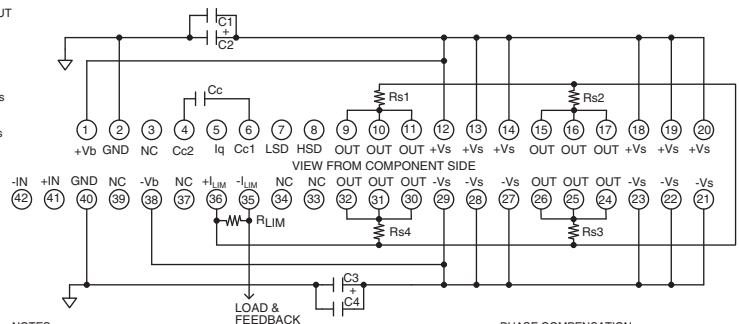 UT
C1
+
C2
s
Cc
Rs1
Rs2
s
1 2 3 4 5 6 7 8 9 10 11 12 13 14 15 16 17 18 19 20
+Vb GND NC Cc2 Iq Cc1 LSD HSD OUT OUT OUT +Vs +Vs +Vs OUT OUT OUT +Vs +Vs +Vs
VIEW FROM COMPONENT SIDE
-IN +IN GND NC -Vb NC +ILIM -ILIM NC NC OUT OUT OUT -Vs -Vs -Vs OUT OUT OUT -Vs -Vs -Vs
42 41 40 39 38 37 36 35 34 33 32 31 30 29 28 27 26 25 24 23 22 21
RLIM
Rs4
Rs3
C3
+
C4
LOAD &
FEEDBACK
NOTES
PHASE COMPENSATION